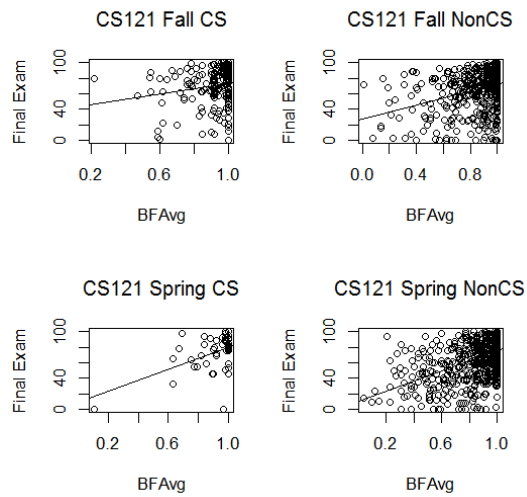 CS121 Fall CS
Final Exam
0 40 100
0.2 0.6 1.0
BFAvg
CS121 Fall NonCS
Final Exam
0 40 100
0.0 0.4 0.8
BFAvg
CS121 Spring CS
Final Exam
0 40 100
0.2 0.6 1.0
BFAvg
CS121 Spring NonCS
Final Exam
0 40 100
0.2 0.6 1.0
BFAvg